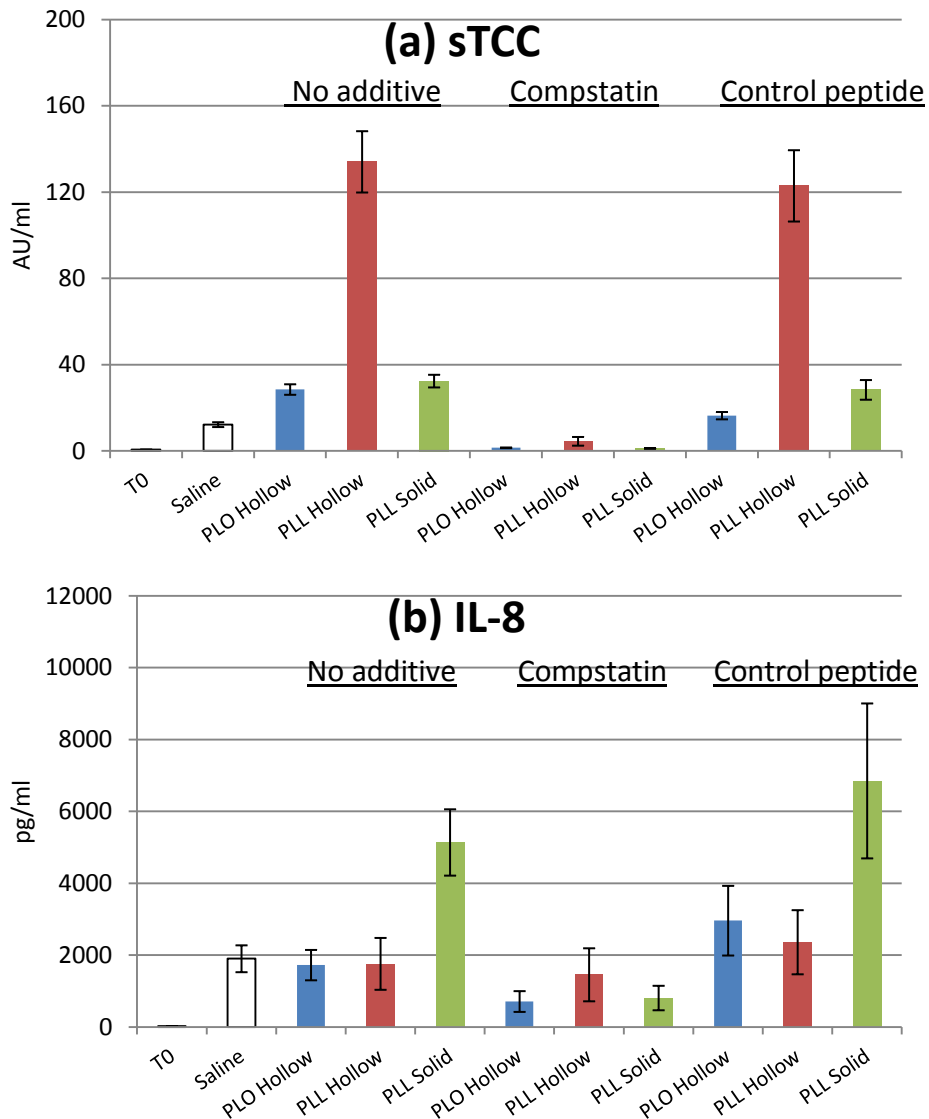 (a) sTCC
No additive Compstatin Control peptide
200
160
120
80
40
0
AU/ml
T0 Saline PLO Hollow PLL Hollow PLL Solid PLO Hollow PLL Hollow PLL Solid PLO Hollow PLL Hollow PLL Solid
(b) IL-8
No additive Compstatin Control peptide
12000
10000
8000
6000
4000
2000
0
pg/ml
T0 Saline PLO Hollow PLL Hollow PLL Solid PLO Hollow PLL Hollow PLL Solid PLO Hollow PLL Hollow PLL Solid